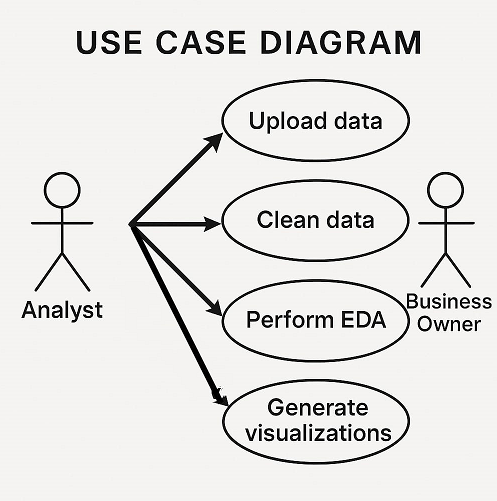 USE CASE DIAGRAM
Upload data
Clean data
Analyst
Business
Owner
Perform EDA
Generate
visualizations